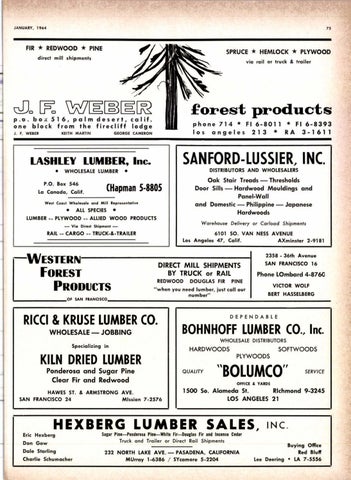 JANUARY, 1964
75
FIR ★ REDWOOD ★ PINE
direct mill shipments
SPRUCE ★ HEMLOCK ★ PLYWOOD
via rail or truck & trailer
J. F. WEBER
forest products
p.o. box 516, palm desert, calif.
one block from the firecliff lodge
J. F. WEBER KEITH MARTIN GEORGE CAMERON
phone 714 * FI 6-8011 * FI 6-8393
los angeles 213 * RA 3-1611
LASHLEY LUMBER, Inc.
• WHOLESALE LUMBER •
P.O. Box 546
La Canada, Calif.
CHapman 5-8805
West Coast Wholesale and Mill Representative
★ ALL SPECIES ★
LUMBER — PLYWOOD — ALLIED WOOD PRODUCTS
— Via Direct Shipment —
RAIL — CARGO — TRUCK-&-TRAILER
SANFORD-LUSSIER, INC.
DISTRIBUTORS AND WHOLESALERS
Oak Stair Treads — Thresholds
Door Sills — Hardwood Mouldings and
Panel-Wall
and Domestic — Philippine — Japanese
Hardwoods
Warehouse Delivery or Carload Shipments
6101 SO. VAN NESS AVENUE
Los Angeles 47, Calif. AXminster 2-9181
WESTERN
FOREST
PRODUCTS
OF SAN FRANCISCO
DIRECT MILL SHIPMENTS
BY TRUCK or RAIL
REDWOOD DOUGLAS FIR PINE
"when you need lumber, just call our
number"
2358 - 36th Avenue
SAN FRANCISCO 16
Phone LOmbard 4-8760
VICTOR WOLF
BERT HASSELBERG
RICCI & KRUSE LUMBER CO.
WHOLESALE — JOBBING
Specializing in
KILN DRIED LUMBER
Ponderosa and Sugar Pine
Clear Fir and Redwood
HAWES ST. & ARMSTRONG AVE.
SAN FRANCISCO 24 MIssion 7-2576
DEPENDABLE
BOHNHOFF LUMBER CO., Inc.
WHOLESALE DISTRIBUTORS
HARDWOODS SOFTWOODS
PLYWOODS
QUALITY "BOLUMCO" SERVICE
OFFICE & YARDS
1500 So. Alameda St. RIchmond 9-3245
LOS ANGELES 21
HEXBERG LUMBER SALES, INC.
Sugar Pine—Ponderosa Pine—White Fir—Douglas Fir and Incense Cedar
Truck and Trailer or Direct Rail Shipments
Eric Hexberg
Don Gow
Dale Starling
Charlie Schumacher
232 NORTH LAKE AVE. — PASADENA, CALIFORNIA
MUrray 1-6386 / SYcamore 5-2204
Buying Office
Red Bluff
Lee Deering • LA 7-5556